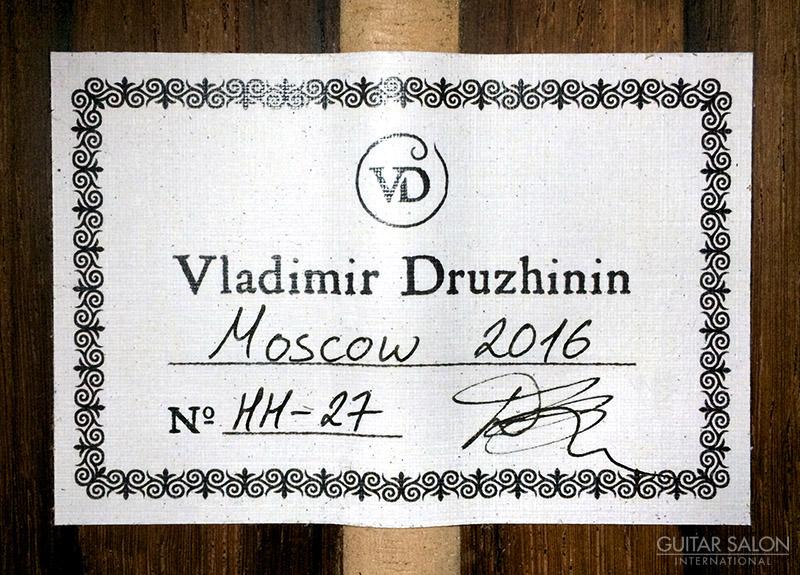 VD
Vladimir Druzhinin
Moscow 2016
Nº HH-27
GUITAR SALON
INTERNATIONAL